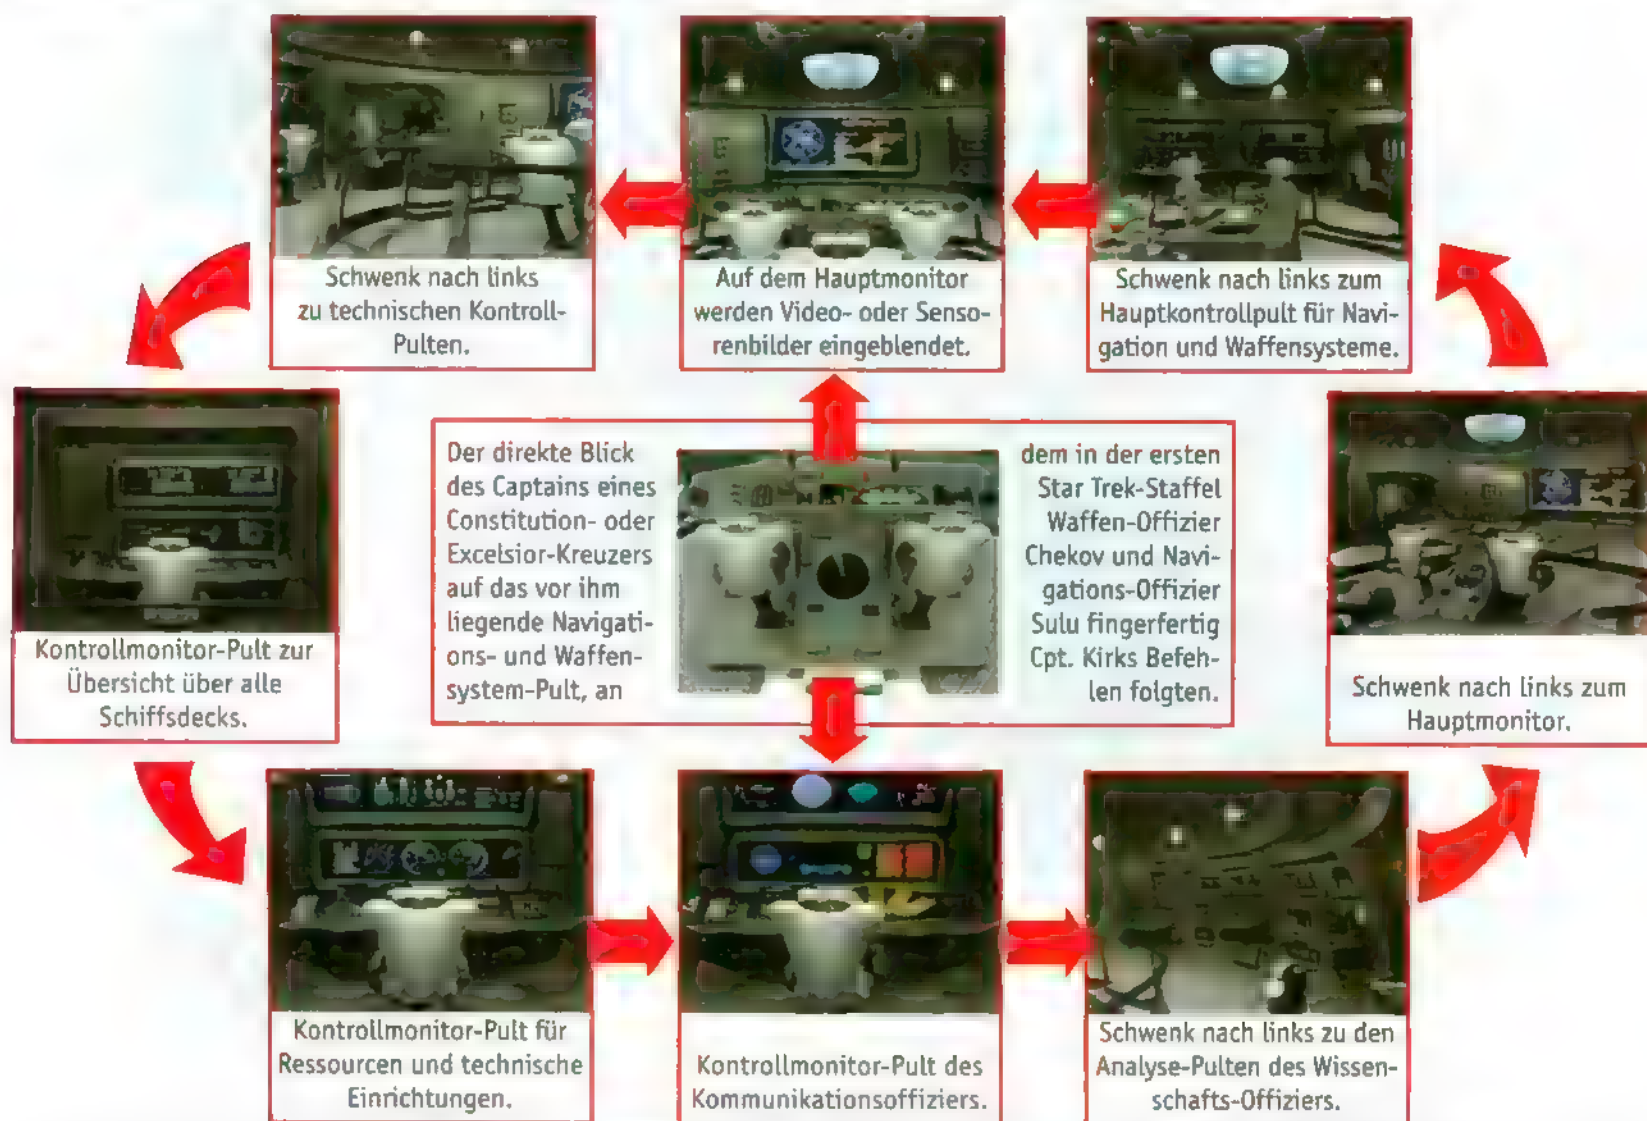 Schwenk nach links
zu technischen Kontroll-
Pulten.
Auf dem Hauptmonitor
werden Video- oder Senso-
renbilder eingeblendet.
Schwenk nach links zum
Hauptkontrollpult für Navi-
gation und Waffensysteme.
Kontrollmonitor-Pult zur
Übersicht über alle
Schiffsdecks.
Der direkte Blick
des Captains eines
Constitution- oder
Excelsior-Kreuzers
auf das vor ihm
liegende Navigati-
ons- und Waffen-
system-Pult, an
dem in der ersten
Star Trek-Staffel
Waffen-Offizier
Chekov und Navi-
gations-Offizier
Sulu fingerfertig
Cpt. Kirks Befeh-
len folgten.
Schwenk nach links zum
Hauptmonitor.
Kontrollmonitor-Pult für
Ressourcen und technische
Einrichtungen.
Kontrollmonitor-Pult des
Kommunikationsoffiziers.
Schwenk nach links zu den
Analyse-Pulten des Wissen-
schafts-Offiziers.